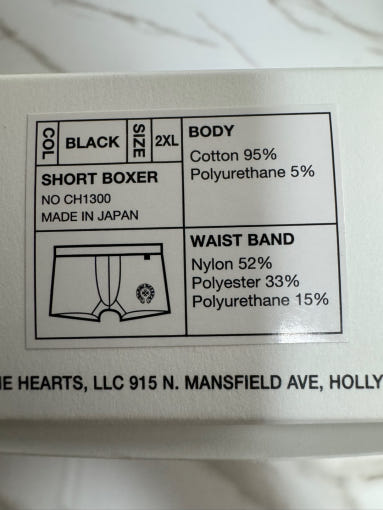 COL BLACK SIZE 2XL
SHORT BOXER
NO CH1300
MADE IN JAPAN
BODY
Cotton 95%
Polyurethane 5%
WAIST BAND
Nylon 52%
Polyester 33%
Polyurethane 15%
HEARTS, LLC 915 N. MANSFIELD AVE,